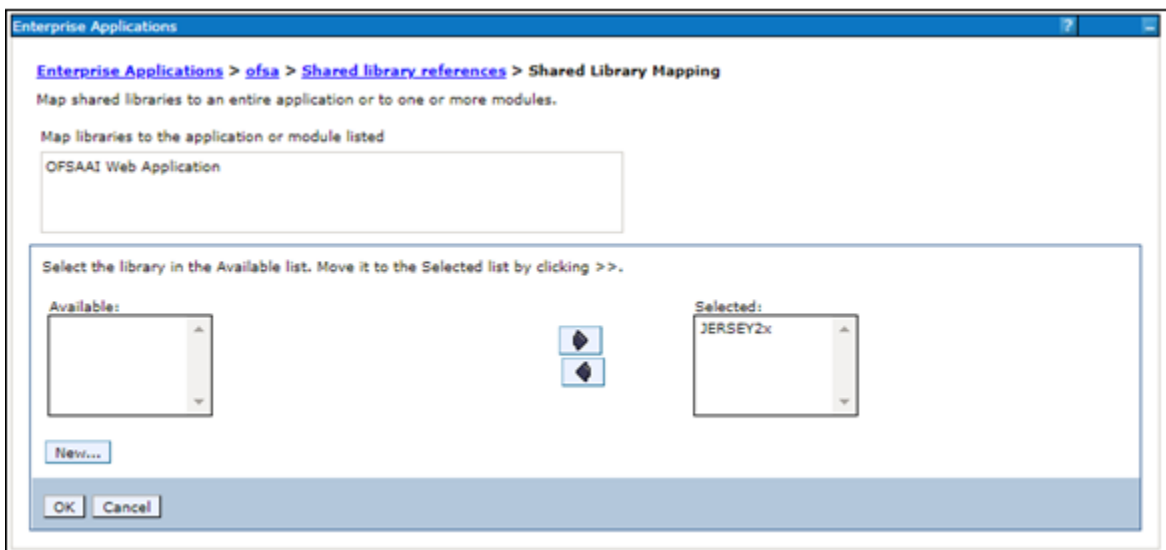 Enterprise Applications ?
Enterprise Applications > ofsa > Shared library references > Shared Library Mapping
Map shared libraries to an entire application or to one or more modules.
Map libraries to the application or module listed
OFSAAI Web Application
Select the library in the Available list. Move it to the Selected list by clicking >>.
Available: Selected:
JERSEY2x
New...
OK Cancel